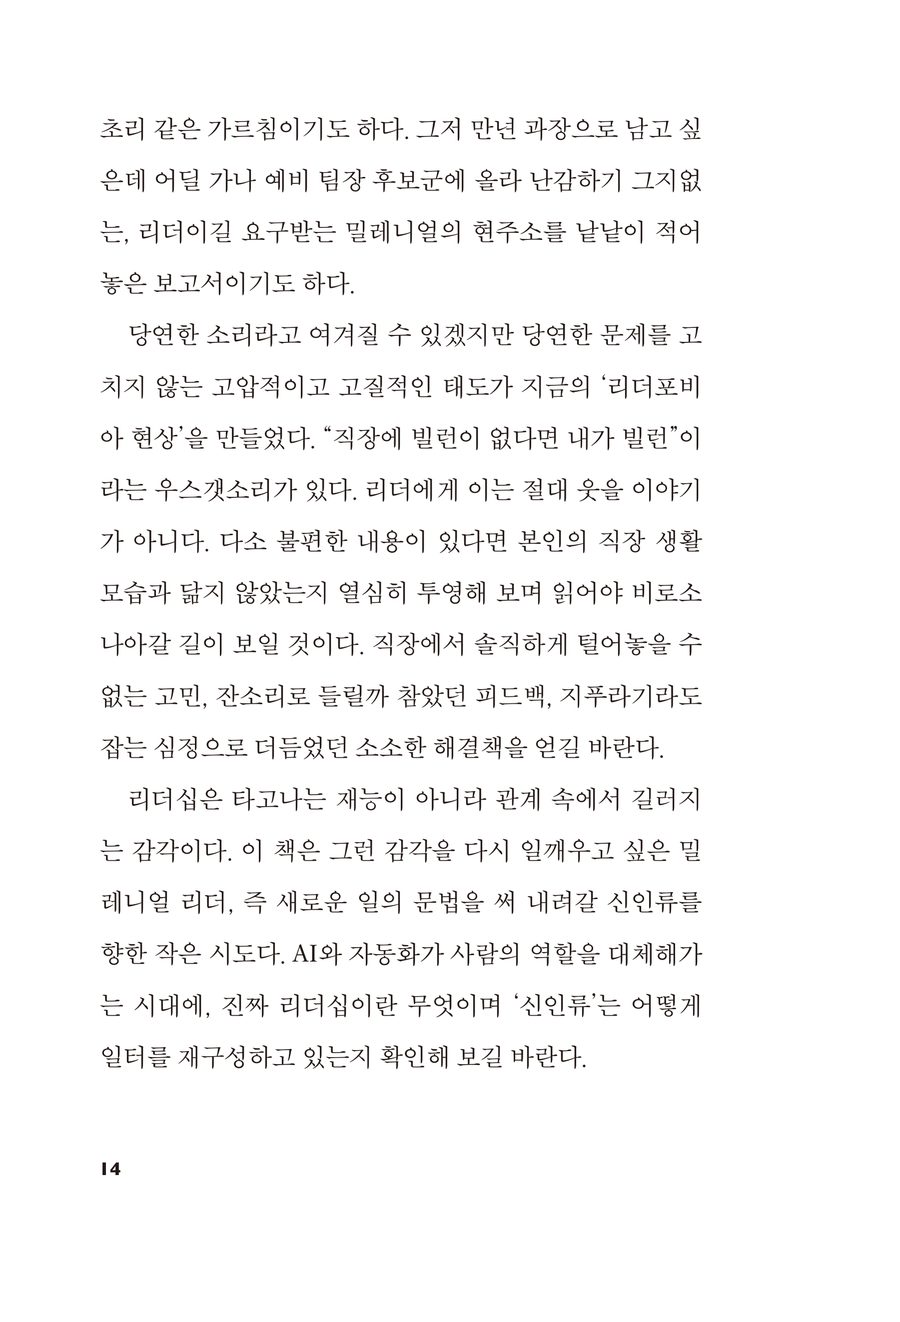 초리 같은 가르침이기도 하다. 그저 만년 과장으로 남고 싶
은데 어딜 가나 예비 팀장 후보군에 올라 난감하기 그지없
는, 리더이길 요구받는 밀레니얼의 현주소를 낱낱이 적어
놓은 보고서이기도 하다.
당연한 소리라고 여겨질 수 있겠지만 당연한 문제를 고
치지 않는 고압적이고 고질적인 태도가 지금의 ‘리더포비
아 현상’을 만들었다. “직장에 빌런이 없다면 내가 빌런”이
라는 우스갯소리가 있다. 리더에게 이는 절대 웃을 이야기
가 아니다. 다소 불편한 내용이 있다면 본인의 직장 생활
모습과 닮지 않았는지 열심히 투영해 보며 읽어야 비로소
나아갈 길이 보일 것이다. 직장에서 솔직하게 털어놓을 수
없는 고민, 잔소리로 들릴까 참았던 피드백, 지푸라기라도
잡는 심정으로 더듬었던 소소한 해결책을 얻길 바란다.
리더십은 타고나는 재능이 아니라 관계 속에서 길러지
는 감각이다. 이 책은 그런 감각을 다시 일깨우고 싶은 밀
레니얼 리더, 즉 새로운 일의 문법을 써 내려갈 신인류를
향한 작은 시도다. AI와 자동화가 사람의 역할을 대체해가
는 시대에, 진짜 리더십이란 무엇이며 ‘신인류’는 어떻게
일터를 재구성하고 있는지 확인해 보길 바란다.
14